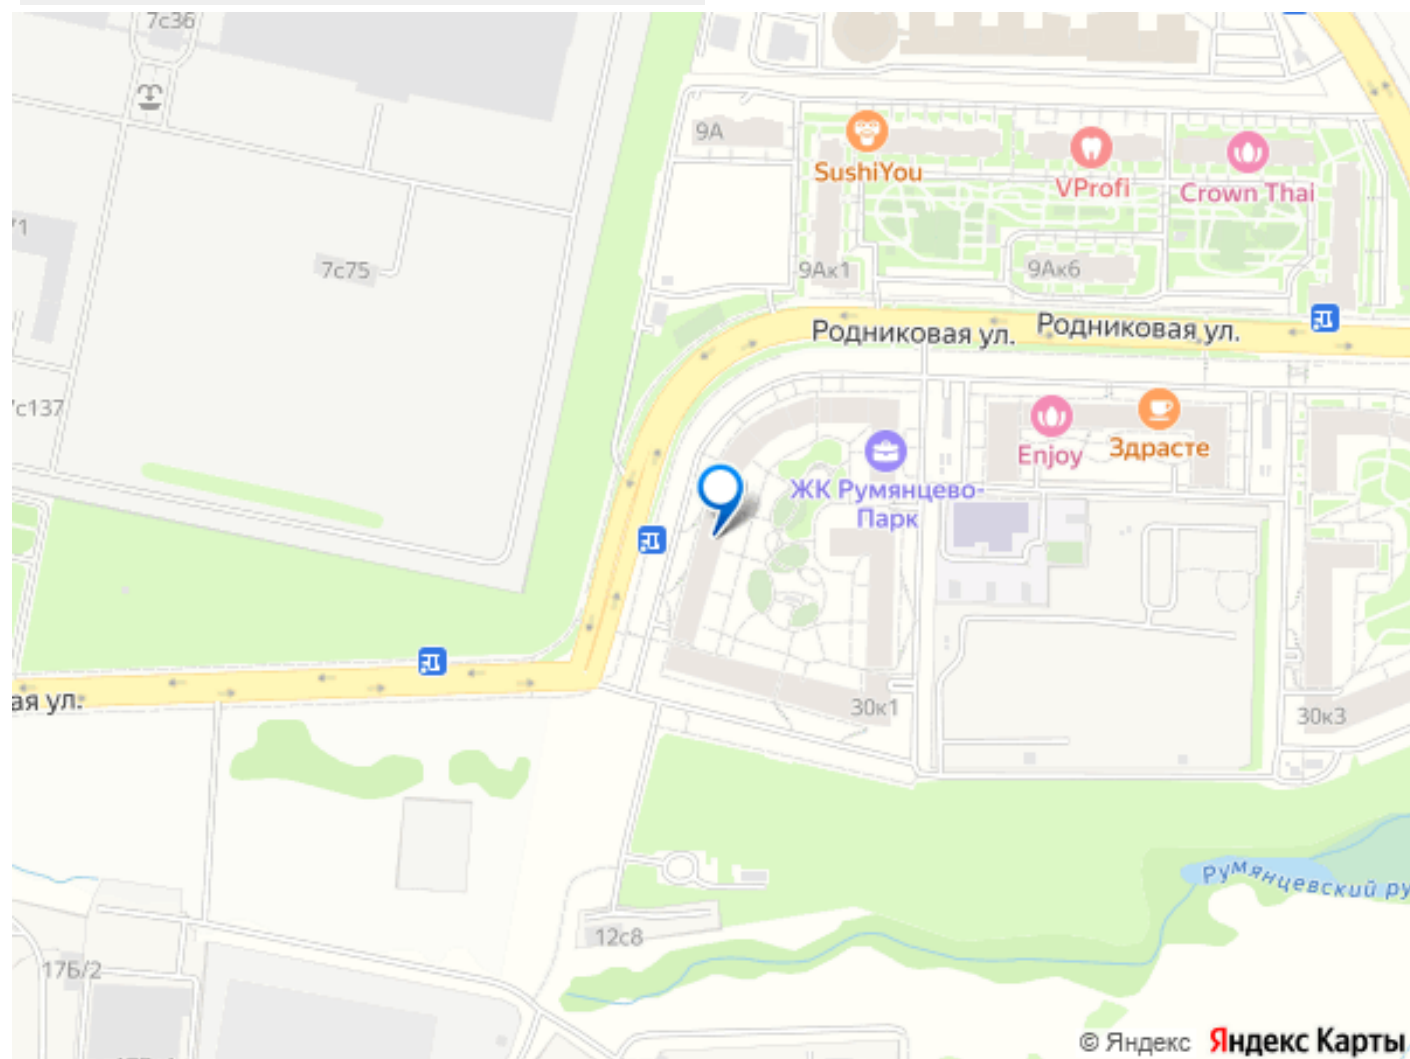 7с36
9А
SushiYou
VProfi
Crown Thai
/1
7с75
9Ак1
9Ак6
Родниковая ул.
Родниковая ул.
7с137
Enjoy
Здрасте
ЖК Румянцево-
Парк
ая ул.
30к1
30к3
Румянцевский ру
12с8
17Б/2
© Яндекс Яндекс Карты